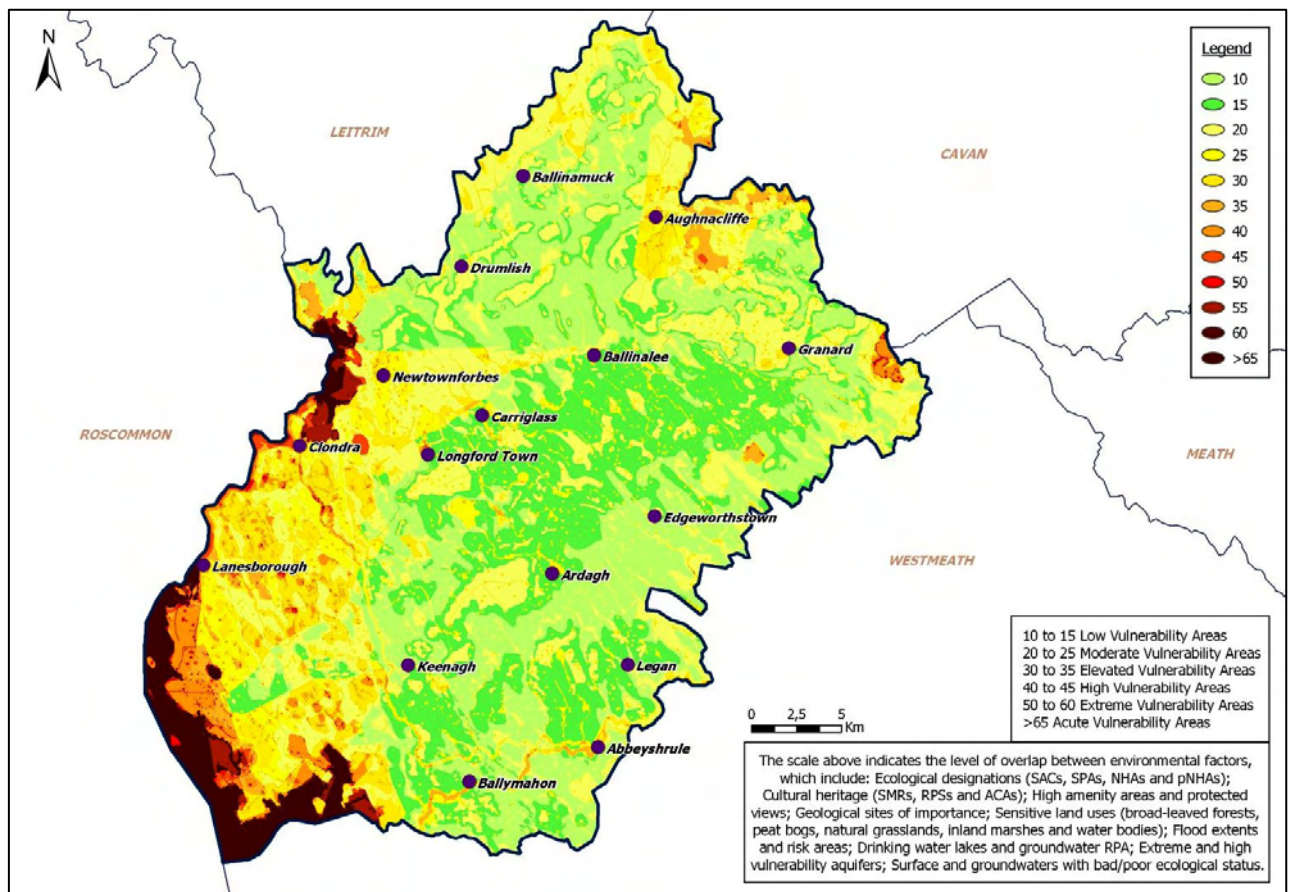 N
LEITRIM
CAVAN
ROSCOMMON
MEATH
WESTMEATH
Ballinamuck
Aughnacliffe
Drumlish
Granard
Ballinalee
Newtownforbes
Carriglass
Clondra
Longford Town
Edgeworthstown
Lanesborough
Ardagh
Keenagh
Legan
Abbeyshrule
Ballymahon
Legend
10
15
20
25
30
35
40
45
50
55
60
>65
10 to 15 Low Vulnerability Areas
20 to 25 Moderate Vulnerability Areas
30 to 35 Elevated Vulnerability Areas
40 to 45 High Vulnerability Areas
50 to 60 Extreme Vulnerability Areas
>65 Acute Vulnerability Areas
0 2,5 5
Km
The scale above indicates the level of overlap between environmental factors,
which include: Ecological designations (SACs, SPAs, NHAs and pNHAs);
Cultural heritage (SMRs, RPSs and ACAs); High amenity areas and protected
views; Geological sites of importance; Sensitive land uses (broad-leaved forests,
peat bogs, natural grasslands, inland marshes and water bodies); Flood extents
and risk areas; Drinking water lakes and groundwater RPA; Extreme and high
vulnerability aquifers; Surface and groundwaters with bad/poor ecological status.